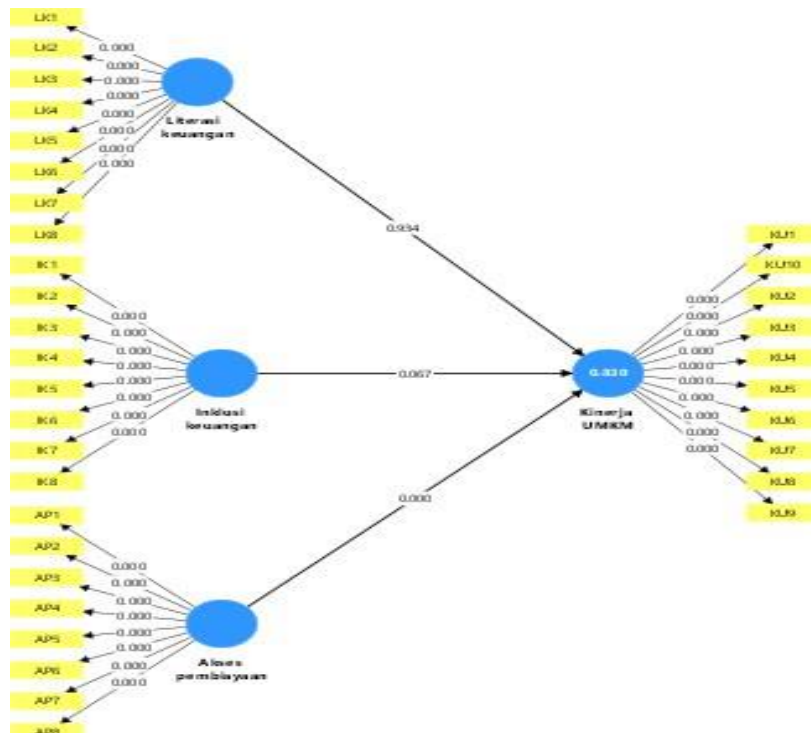 LK1
LK2
LK3
LK4
LK5
LK6
LK7
LK8
0.000
0.000
0.000
0.000
0.000
0.000
0.000
0.000
Literasi
keuangan
0.934
IK1
IK2
IK3
IK4
IK5
IK6
IK7
IK8
0.000
0.000
0.000
0.000
0.000
0.000
0.000
0.000
Inklusi
keuangan
0.067
AP1
AP2
AP3
AP4
AP5
AP6
AP7
AP8
0.000
0.000
0.000
0.000
0.000
0.000
0.000
0.000
Akses
pembiayaan
0.000
Kinerja
UMKM
0.000
0.000
0.000
0.000
0.000
0.000
0.000
0.000
0.000
0.000
KU1
KU10
KU2
KU3
KU4
KU5
KU6
KU7
KU8
KU9